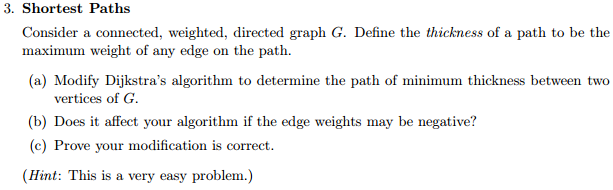 3. Shortest Paths
Consider a connected, weighted, directed graph G. Define the thickness of a path to be the
maximum weight of any edge on the path.
(a) Modify Dijkstra's algorithm to determine the path of minimum thickness between two
vertices of G.
(b) Does it affect your algorithm if the edge weights may be negative?
(c) Prove your modification is correct.
(Hint: This is a very easy problem.)